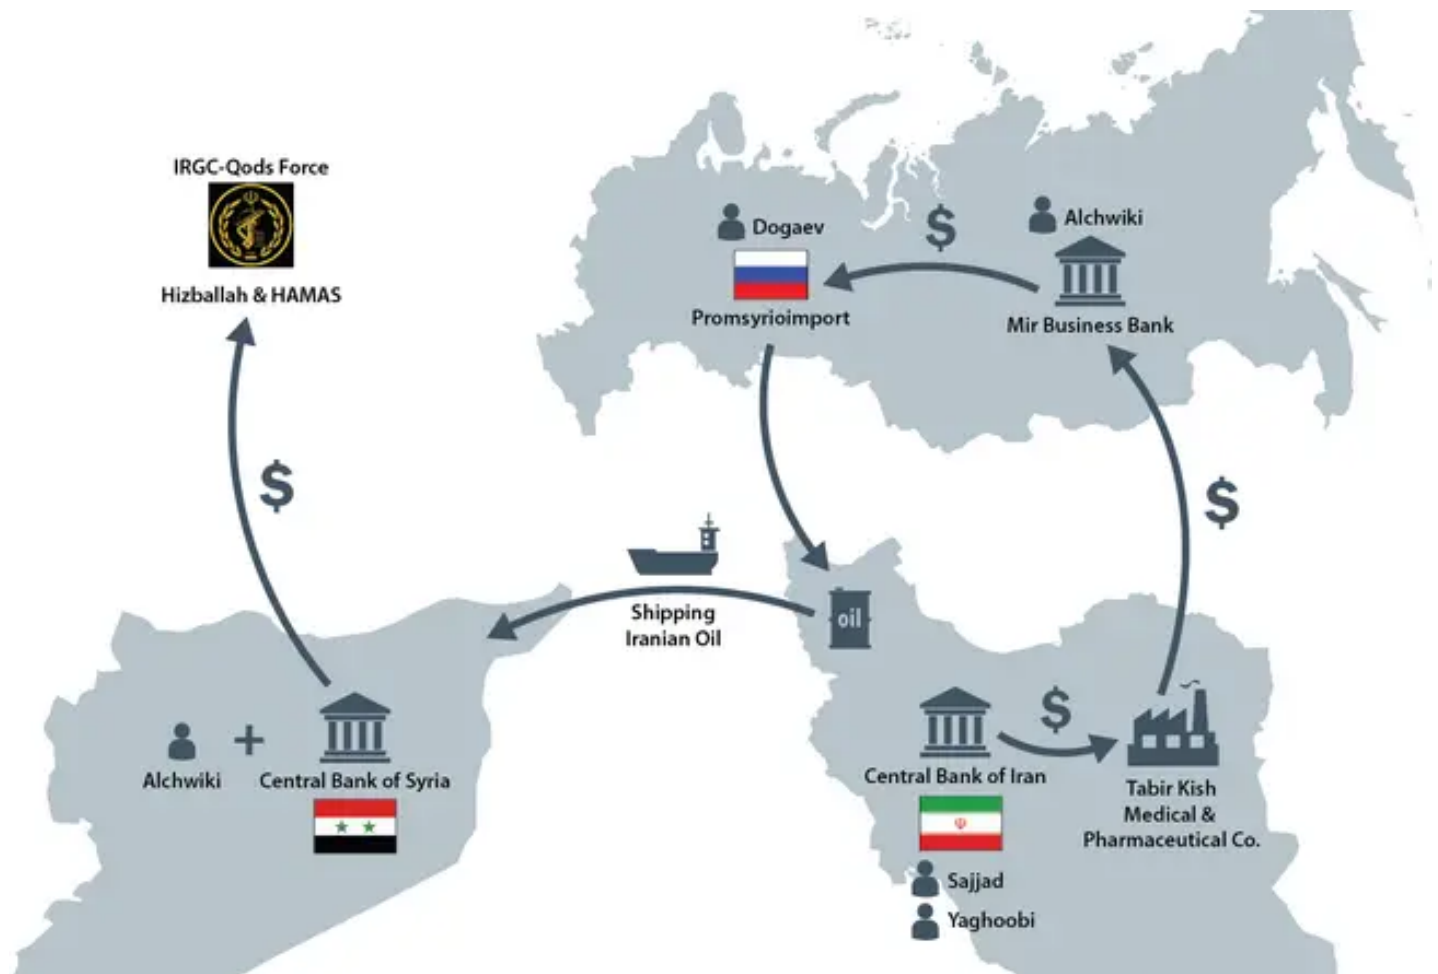 IRGC-Qods Force
Hizballah & HAMAS
$
Dogaev
Promsyrioimport
$
Alchwiki
Mir Business Bank
$
Shipping
Iranian Oil
oil
Alchwiki
+
Central Bank of Syria
Central Bank of Iran
Sajjad
Yaghoobi
$
Tabir Kish
Medical &
Pharmaceutical Co.
$